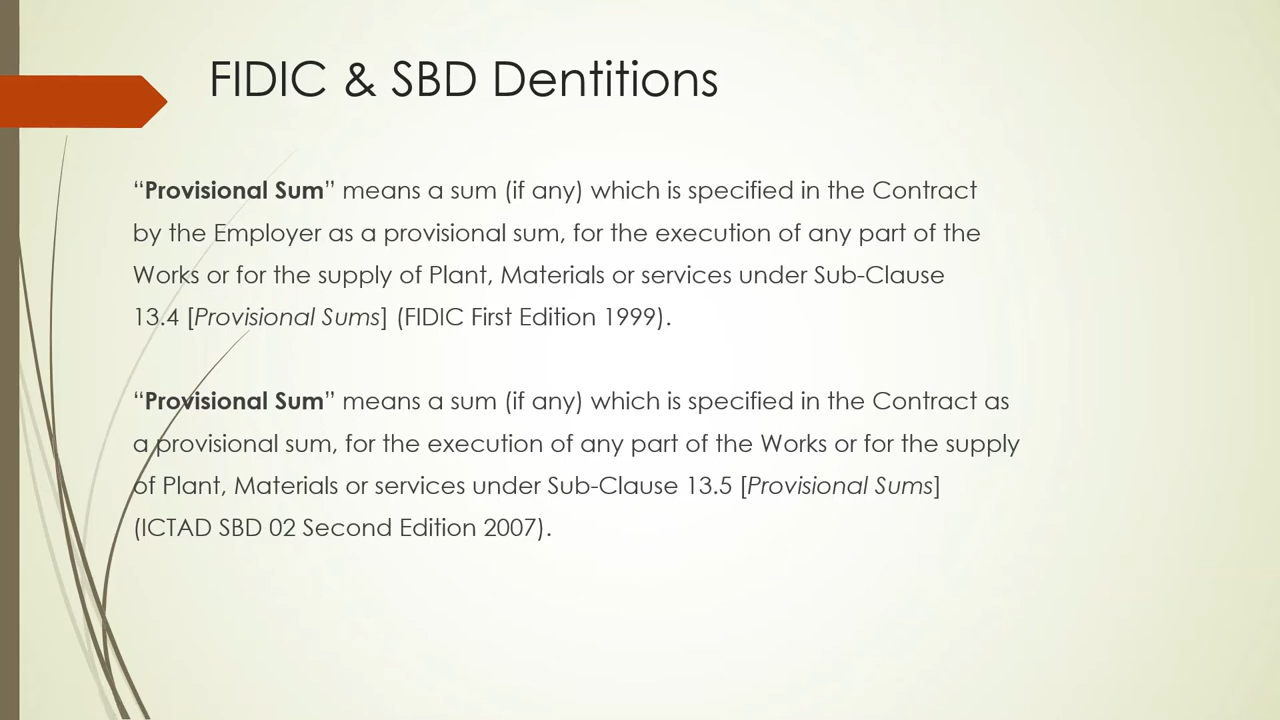 FIDIC & SBD Dentitions
“Provisional Sum” means a sum (if any) which is specified in the Contract
by the Employer as a provisional sum, for the execution of any part of the
Works or for the supply of Plant, Materials or services under Sub-Clause
13.4 [Provisional Sums] (FIDIC First Edition 1999).
“Provisional Sum” means a sum (if any) which is specified in the Contract as
a provisional sum, for the execution of any part of the Works or for the supply
of Plant, Materials or services under Sub-Clause 13.5 [Provisional Sums]
(ICTAD SBD 02 Second Edition 2007).